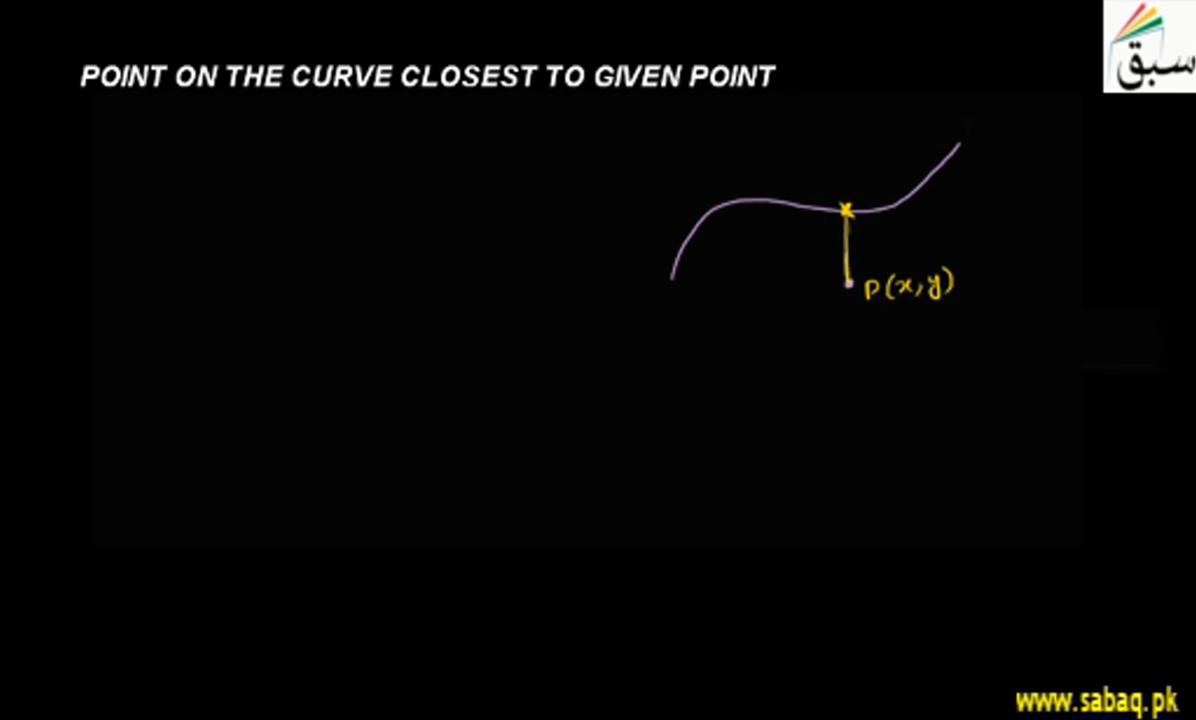 سبق
POINT ON THE CURVE CLOSEST TO GIVEN POINT
P(x,y)
www.sabaq.pk